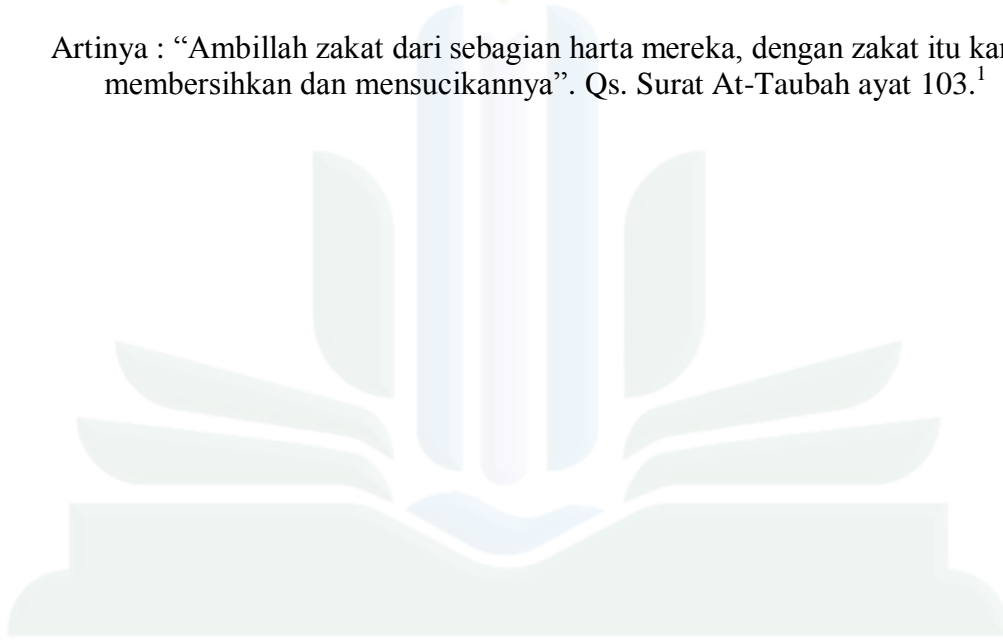 Artinya : “Ambillah zakat dari sebagian harta mereka, dengan zakat itu
membersihkan dan mensucikannya”. Qs. Surat At-Taubah ayat 103.¹